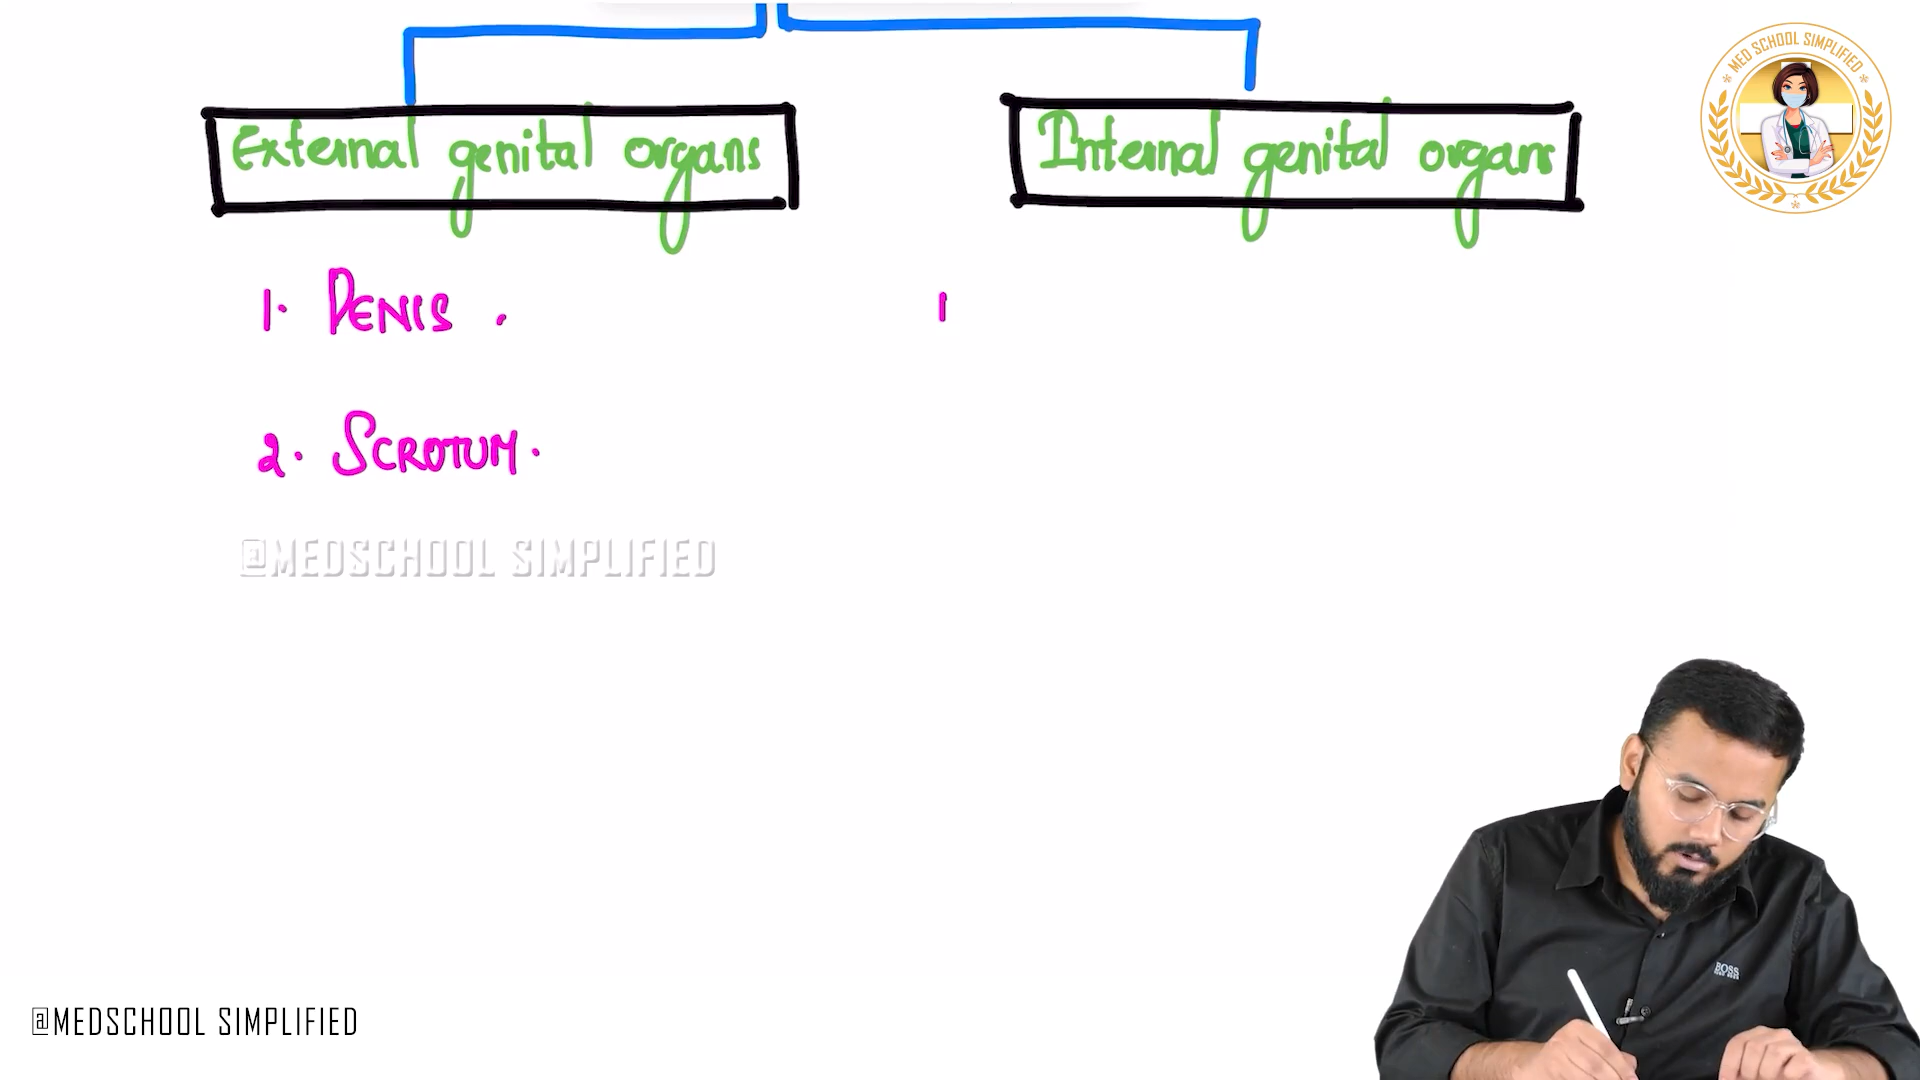 External genital organs
Internal genital organs
MED SCHOOL SIMPLIFIED
1. PENIS.
1
2. SCROTUM.
@MEDSCHOOL SIMPLIFIED
BOSS
@MEDSCHOOL SIMPLIFIED